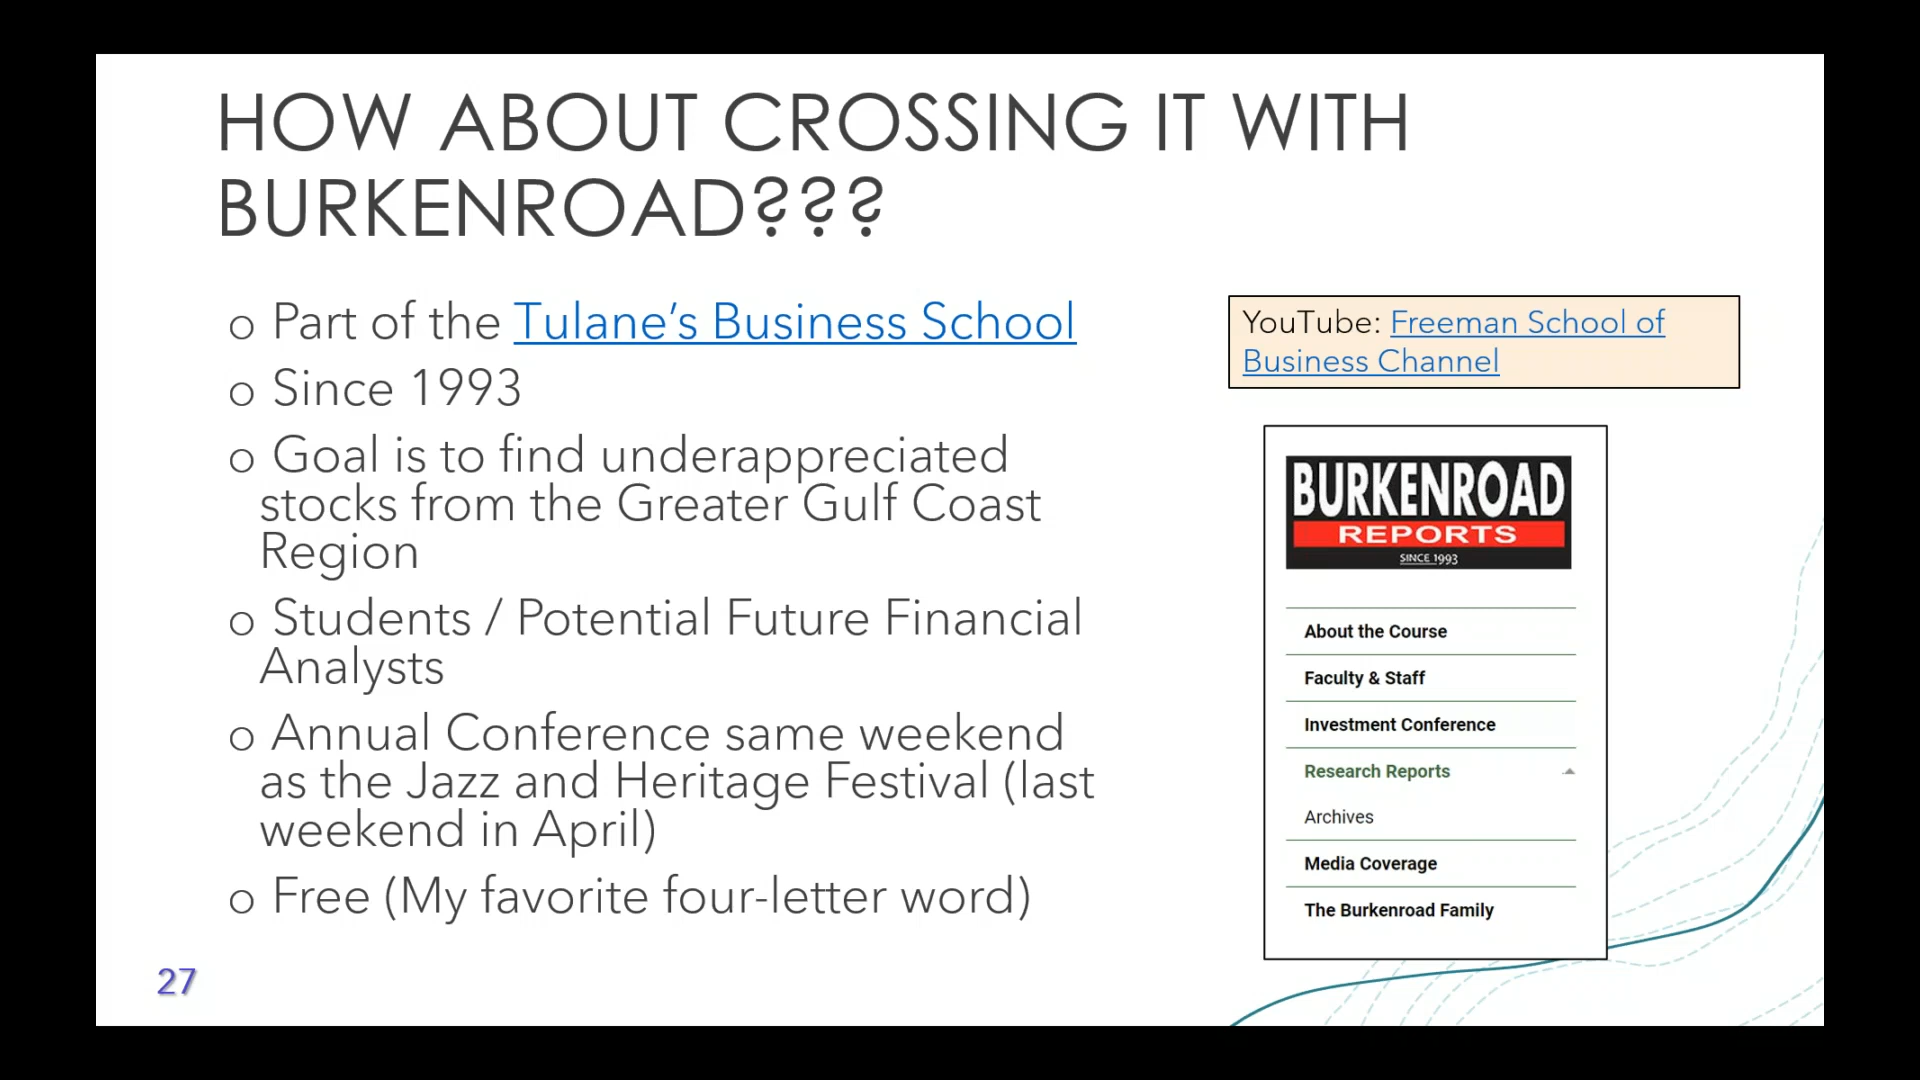 HOW ABOUT CROSSING IT WITH
BURKENROAD???
o Part of the Tulane’s Business School
o Since 1993
o Goal is to find underappreciated
stocks from the Greater Gulf Coast
Region
o Students / Potential Future Financial
Analysts
o Annual Conference same weekend
as the Jazz and Heritage Festival (last
weekend in April)
o Free (My favorite four-letter word)
27
YouTube: Freeman School of
Business Channel
BURKENROAD
REPORTS
SINCE 1993
About the Course
Faculty & Staff
Investment Conference
Research Reports
Archives
Media Coverage
The Burkenroad Family